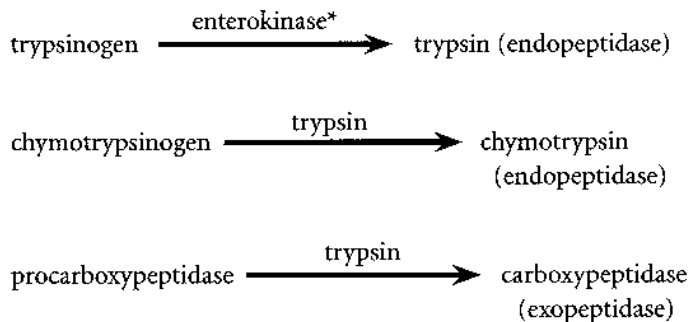 enterokinase*
trypsinogen trypsin (endopeptidase)
trypsin
chymotrypsinogen chymotrypsin
(endopeptidase)
trypsin
procarboxypeptidase carboxypeptidase
(exopeptidase)